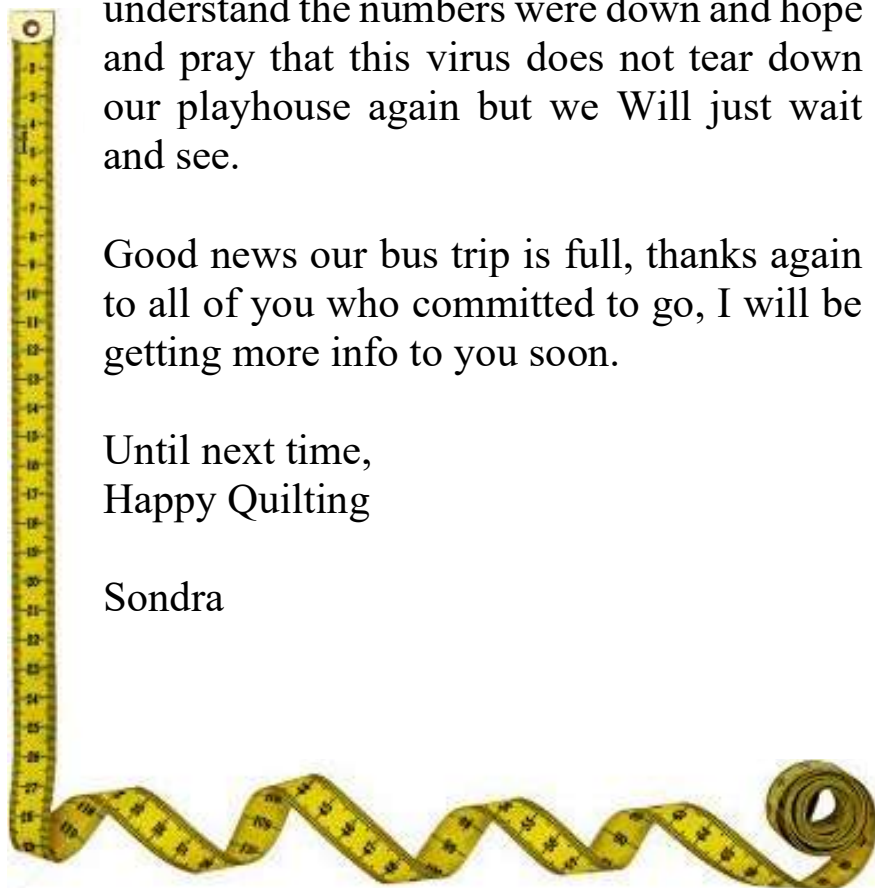 understand the numbers were down and hope
and pray that this virus does not tear down
our playhouse again but we Will just wait
and see.
Good news our bus trip is full, thanks again
to all of you who committed to go, I will be
getting more info to you soon.
Until next time,
Happy Quilting
Sondra